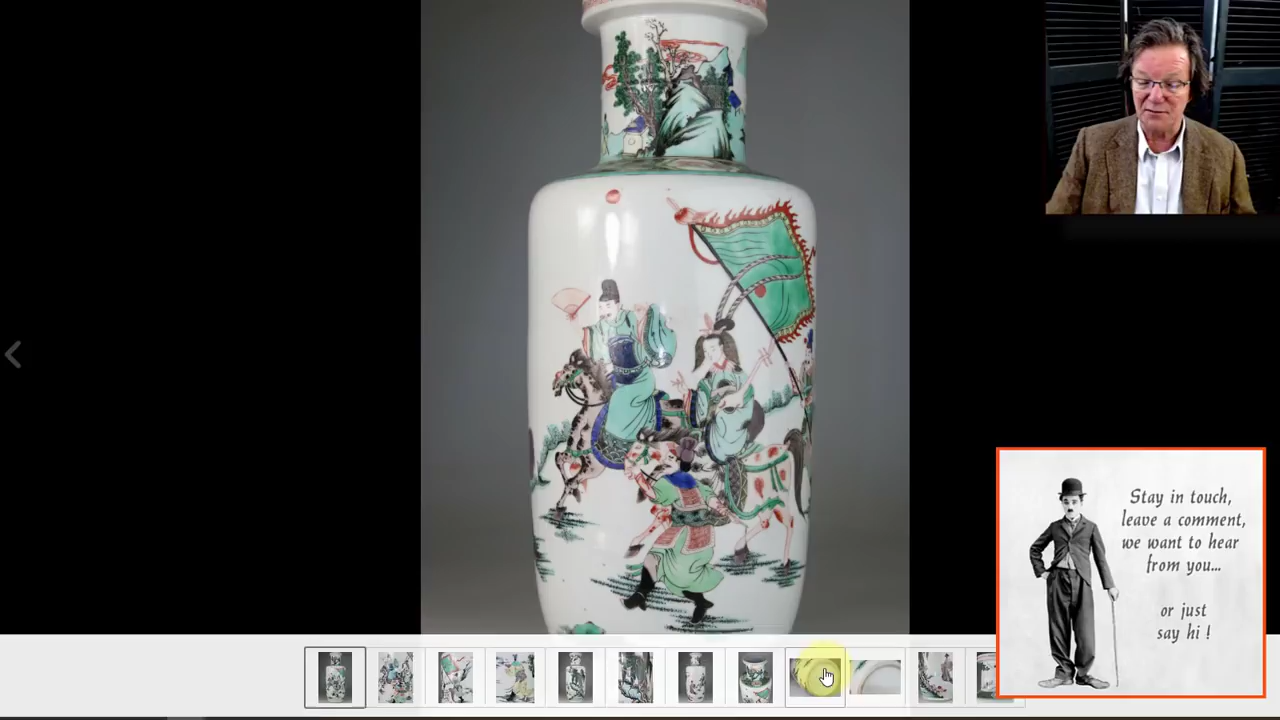 Stay in touch,
leave a comment,
we want to hear
from you...
or just
say hi !